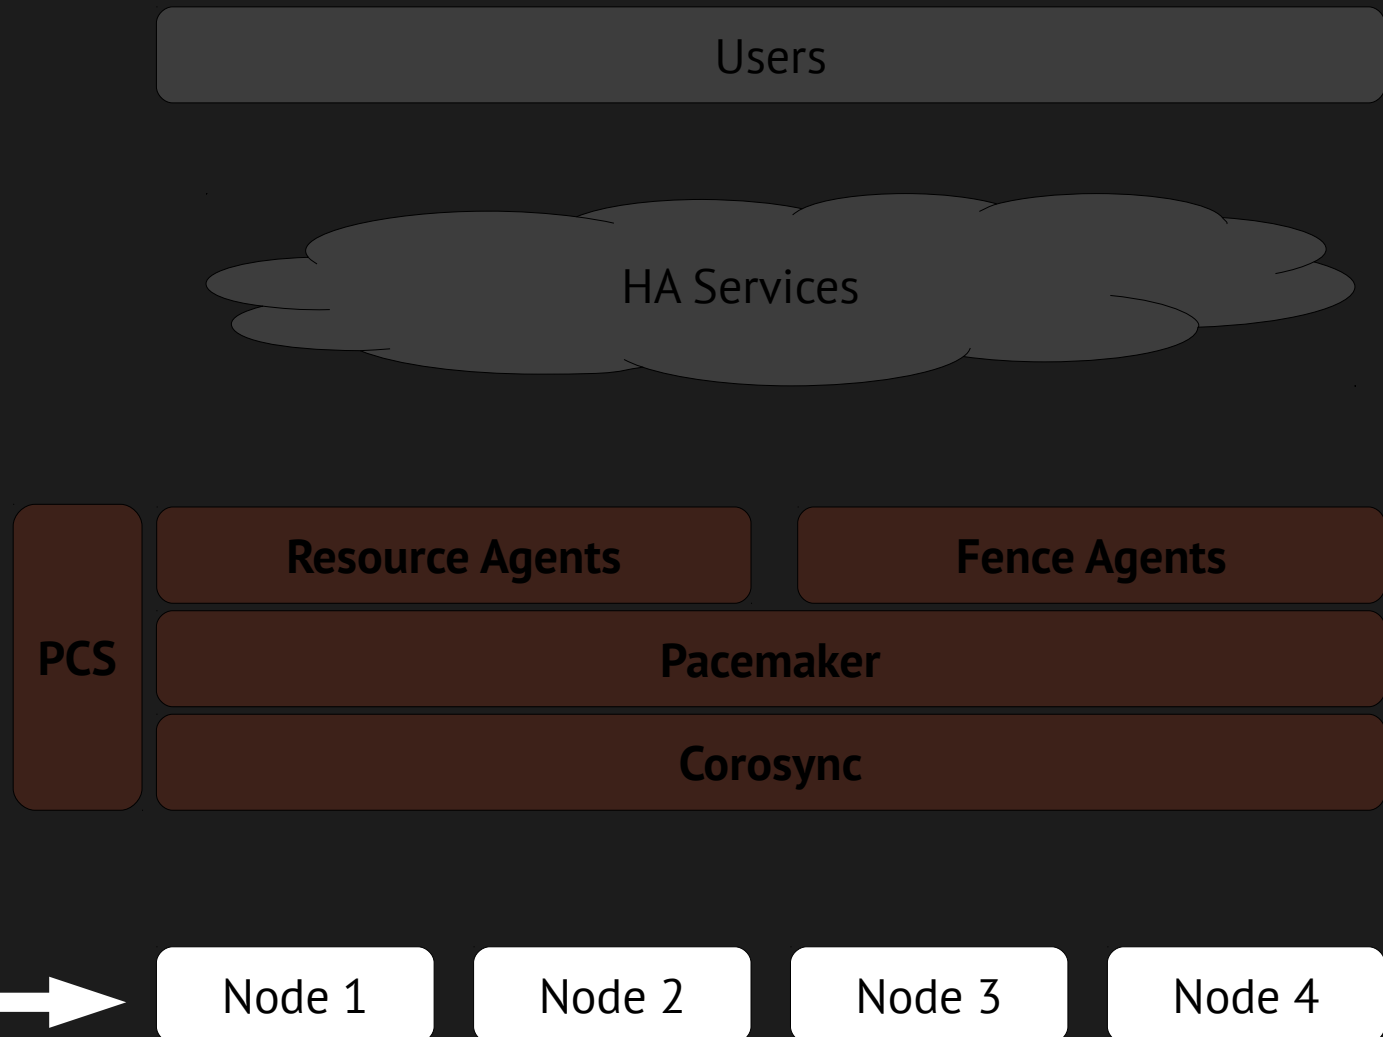 Users
HA Services
Resource Agents
Fence Agents
PCS
Pacemaker
Corosync
Node 1
Node 2
Node 3
Node 4